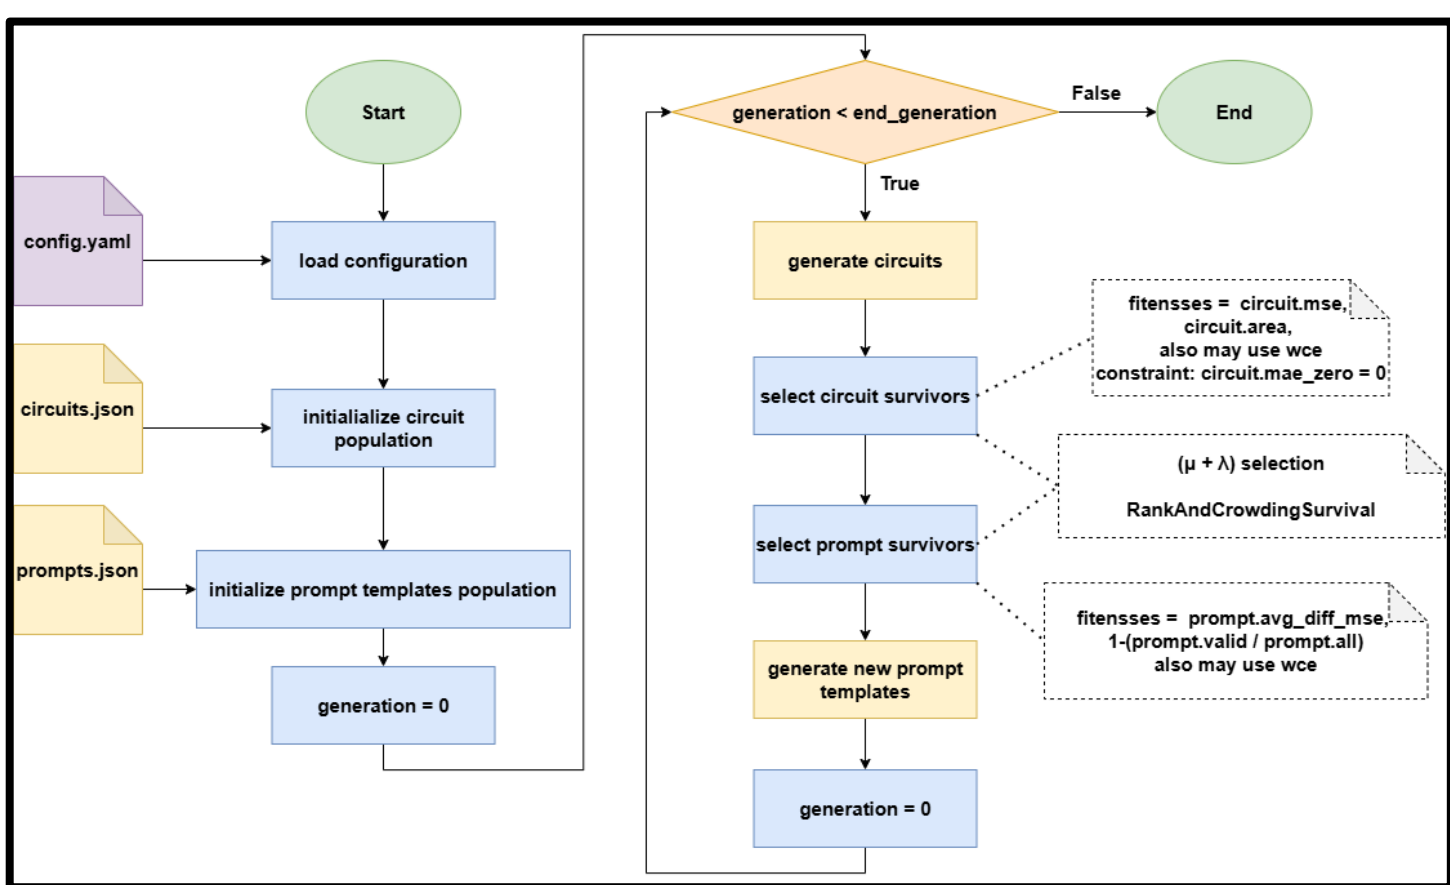 Start
config.yaml
load configuration
circuits.json
initialialize circuit
population
prompts.json
initialize prompt templates population
generation = 0
generation < end_generation
False
End
True
generate circuits
select circuit survivors
fitensses =  circuit.mse,
circuit.area,
also may use wce
constraint: circuit.mae_zero = 0
(μ + λ) selection
RankAndCrowdingSurvival
select prompt survivors
fitensses =  prompt.avg_diff_mse,
1-(prompt.valid / prompt.all)
also may use wce
generate new prompt
templates
generation = 0